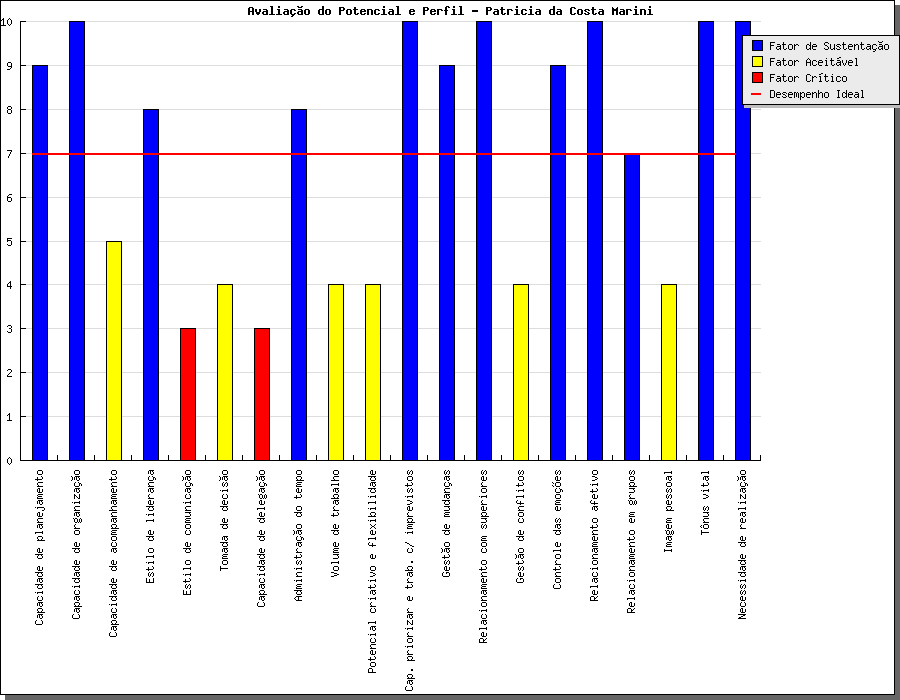 Avaliação do Potencial e Perfil - Patricia da Costa Marini
10
9
8
7
6
5
4
3
2
1
0
Fator de Sustentação
Fator Aceitável
Fator Crítico
Desempenho Ideal
Capacidade de planejamento
Capacidade de organização
Capacidade de acompanhamento
Estilo de liderança
Estilo de comunicação
Tomada de decisão
Capacidade de delegação
Administração do tempo
Volume de trabalho
Potencial criativo e flexibilidade
Cap. priorizar e trab. c/ imprevistos
Gestão de mudanças
Relacionamento com superiores
Gestão de conflitos
Controle das emoções
Relacionamento afetivo
Relacionamento em grupos
Imagem pessoal
Tônus vital
Necessidade de realização